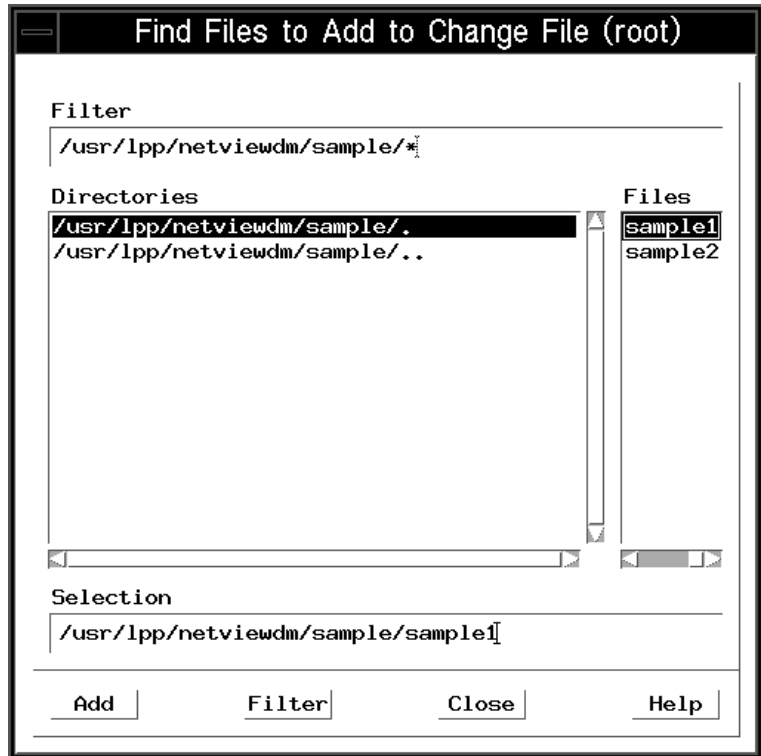 Find Files to Add to Change File (root)
Filter
/usr/lpp/netviewdm/sample/*
Directories
/usr/lpp/netviewdm/sample/.
/usr/lpp/netviewdm/sample/..
Files
sample1
sample2
Selection
/usr/lpp/netviewdm/sample/sample1
Add Filter Close Help